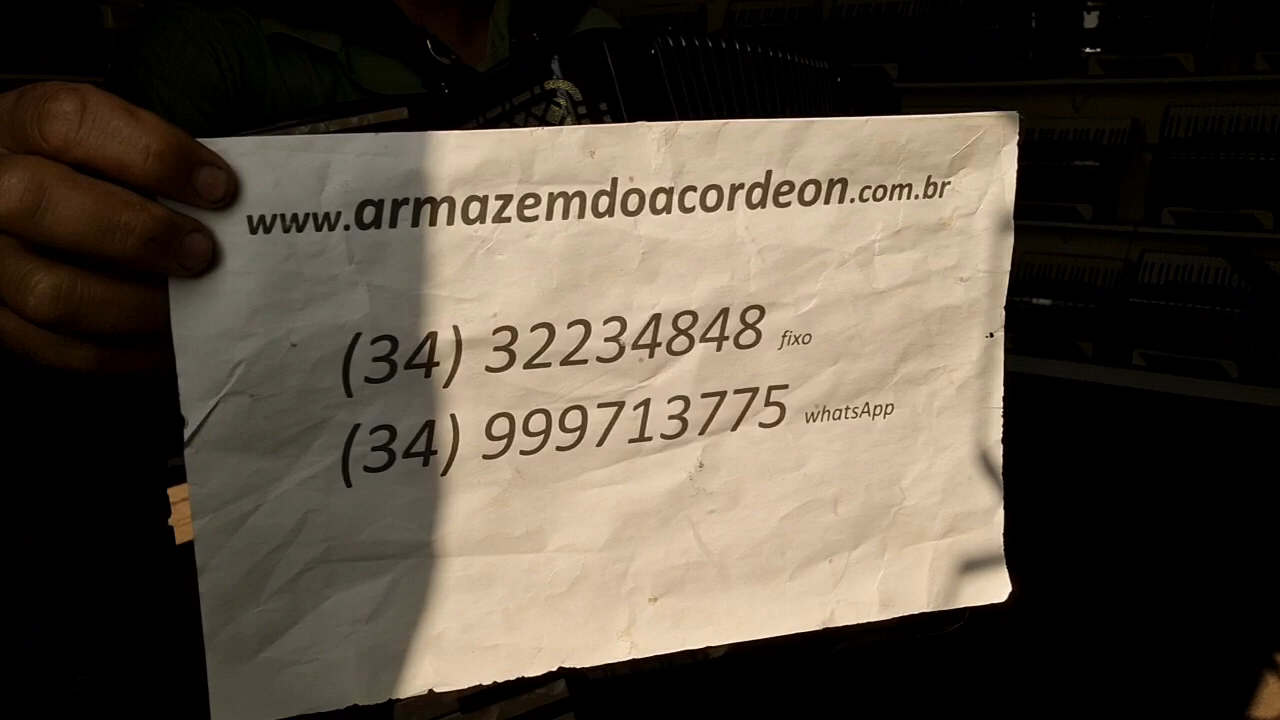 www.armazemdoacordeon.com.br
(34) 32234848 fixo
(34) 999713775 whatsApp